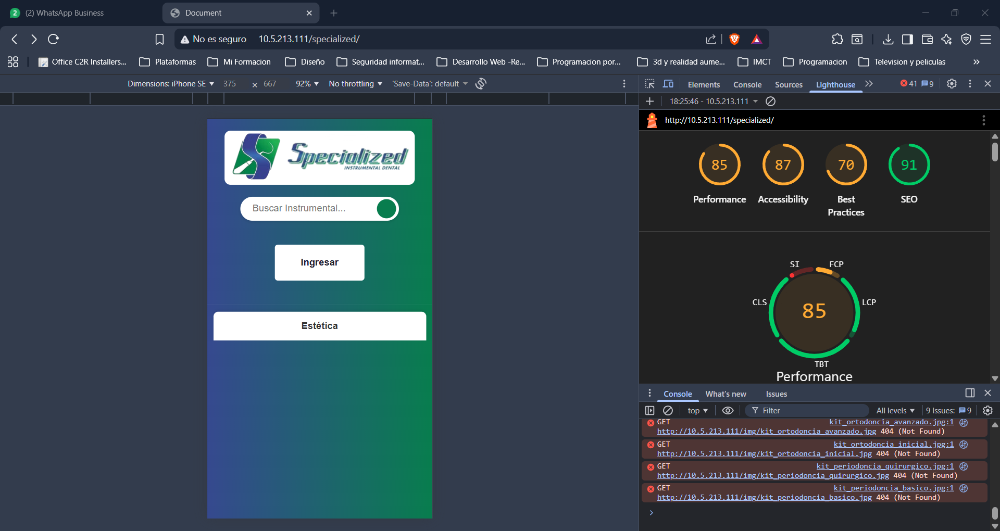 2
(2) WhatsApp Business
Document
No es seguro
10.5.213.111/specialized/
Office C2R Installers...
Plataformas
Mi Formacion
Diseño
Seguridad informat...
Desarrollo Web -Re...
Programacion por...
3d y realidad aume...
IMCT
Programacion
Television y peliculas
Dimensions: iPhone SE
375
x
667
92%
No throttling
'Save-Data': default
Elements
Console
Sources
Lighthouse
41
9
18:25:46 - 10.5.213.111
http://10.5.213.111/specialized/
Specialized
INSTRUMENTAL DENTAL
Buscar Instrumental...
Ingresar
Estética
85
87
70
91
Performance
Accessibility
Best
Practices
SEO
SI
FCP
CLS
LCP
85
TBT
Performance
Console
What's new
Issues
top
Filter
All levels
9 Issues:
9
GET
kit_ortodoncia_avanzado.jpg:1
http://10.5.213.111/img/kit_ortodoncia_avanzado.jpg 404 (Not Found)
GET
kit_ortodoncia_inicial.jpg:1
http://10.5.213.111/img/kit_ortodoncia_inicial.jpg 404 (Not Found)
GET
kit_periodoncia_quirurgico.jpg:1
http://10.5.213.111/img/kit_periodoncia_quirurgico.jpg 404 (Not Found)
GET
kit_periodoncia_basico.jpg:1
http://10.5.213.111/img/kit_periodoncia_basico.jpg 404 (Not Found)